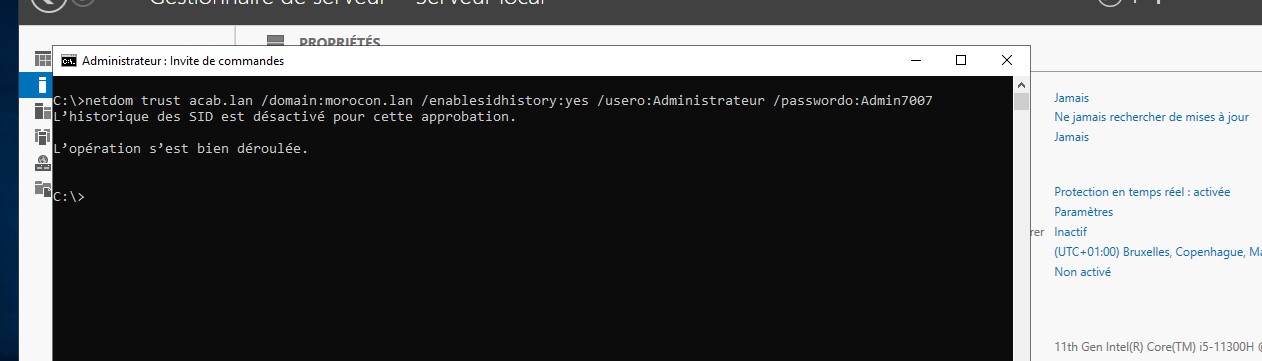 Gestionnaire de serveur
Serveur local
PROPRIÉTÉS
Administrateur : Invite de commandes
C:\>netdom trust acab.lan /domain:morocon.lan /enablesidhistory:yes /usero:Administrateur /passwordo:Admin7007
L’historique des SID est désactivé pour cette approbation.
L’opération s’est bien déroulée.
C:\>
Jamais
Ne jamais rechercher de mises à jour
Jamais
Protection en temps réel : activée
Paramètres
rer
Inactif
(UTC+01:00) Bruxelles, Copenhague, Ma
Non activé
11th Gen Intel(R) Core(TM) i5-11300H @